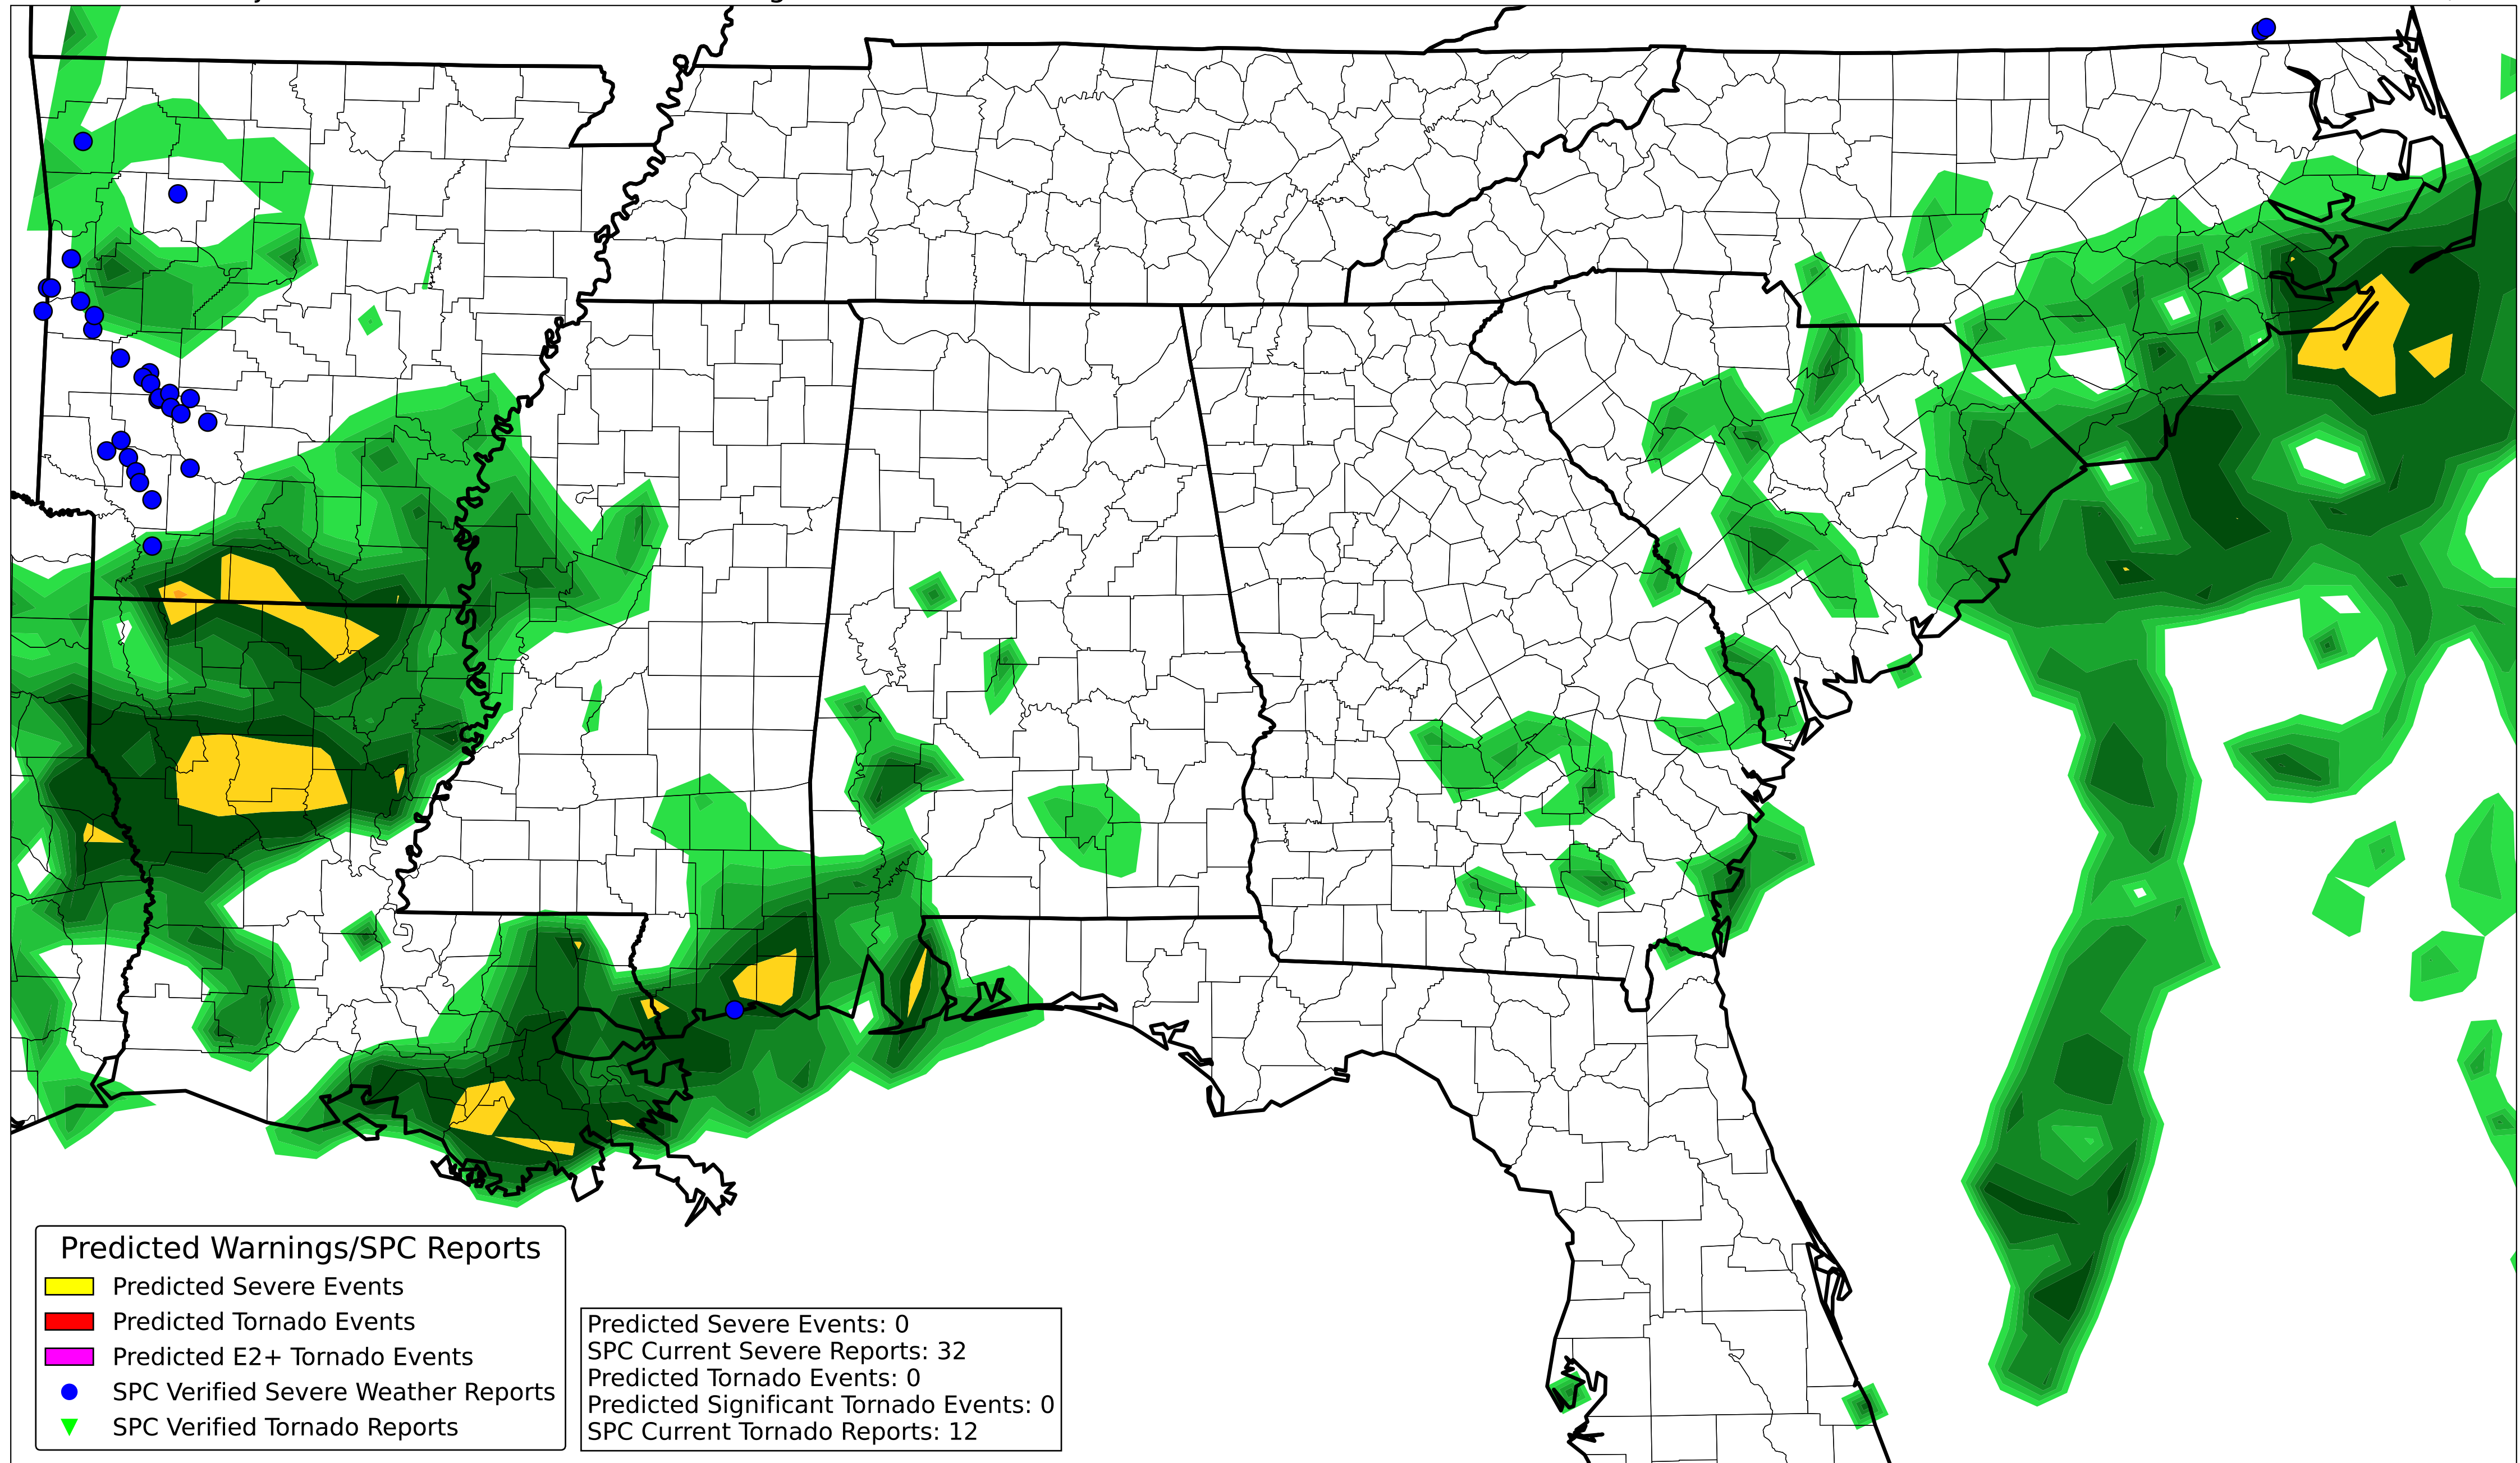 Predicted Warnings/SPC Reports
Predicted Severe Events
Predicted Tornado Events
Predicted E2+ Tornado Events
SPC Verified Severe Weather Reports
SPC Verified Tornado Reports
Predicted Severe Events: 0
SPC Current Severe Reports: 32
Predicted Tornado Events: 0
Predicted Significant Tornado Events: 0
SPC Current Tornado Reports: 12